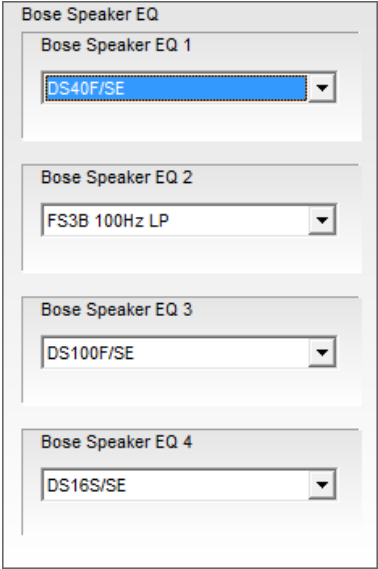 Bose Speaker EQ
Bose Speaker EQ 1
DS40F/SE
Bose Speaker EQ 2
FS3B 100Hz LP
Bose Speaker EQ 3
DS100F/SE
Bose Speaker EQ 4
DS16S/SE